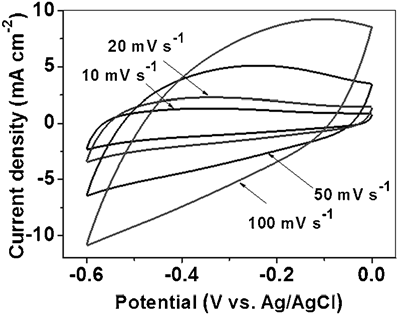 Current density (mA cm⁻²)
10
5
0
-5
-10
20 mV s⁻¹
10 mV s⁻¹
50 mV s⁻¹
100 mV s⁻¹
-0.6
-0.4
-0.2
0.0
Potential (V vs. Ag/AgCl)